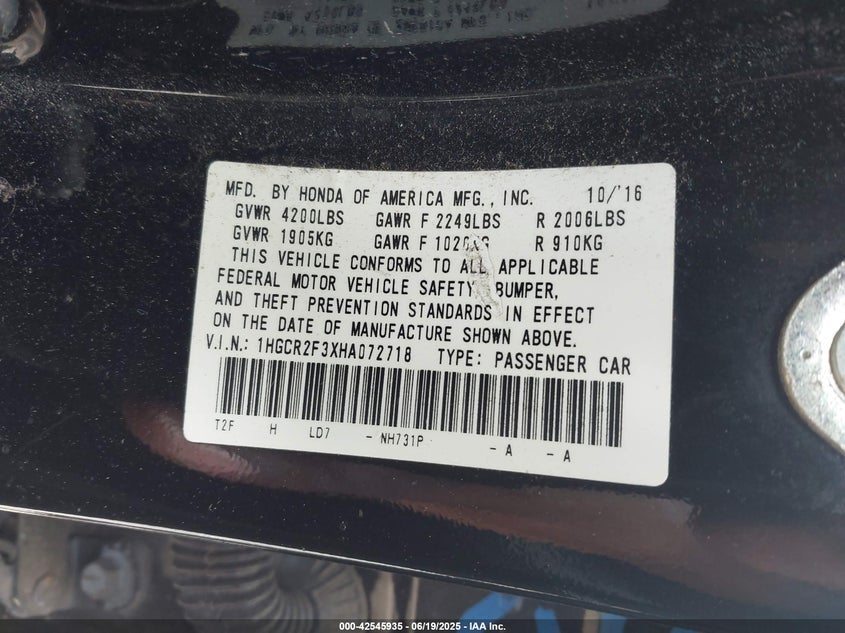 MFD. BY HONDA OF AMERICA MFG., INC. 10/'16
GVWR 4200LBS GAWR F 2249LBS R 2006LBS
GVWR 1905KG GAWR F 1020KG R 910KG
THIS VEHICLE CONFORMS TO ALL APPLICABLE
FEDERAL MOTOR VEHICLE SAFETY, BUMPER,
AND THEFT PREVENTION STANDARDS IN EFFECT
ON THE DATE OF MANUFACTURE SHOWN ABOVE.
V.I.N.: 1HGCR2F3XHA072718 TYPE: PASSENGER CAR
T2F H LD7 - NH731P - A - A
000-42545935 - 06/19/2025 - IAA Inc.